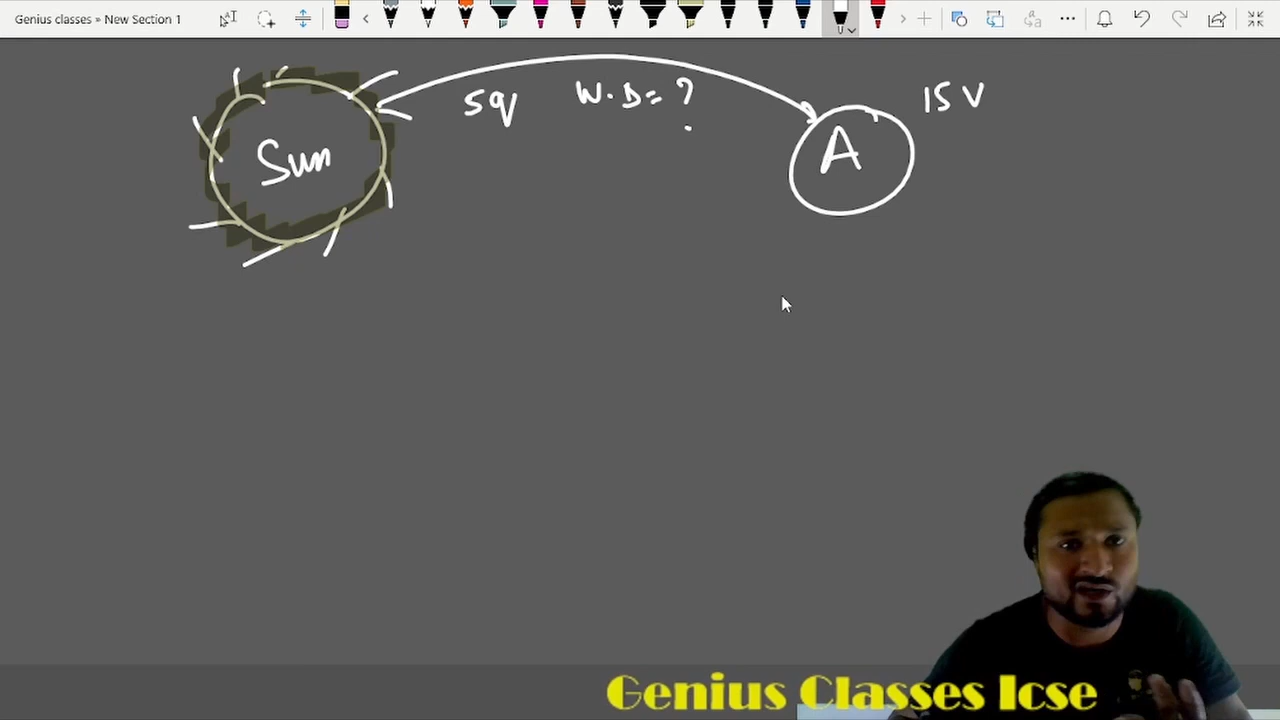 Genius classes » New Section 1
5q W.D = ? 15 V
Sun
A
Genius Classes Icse